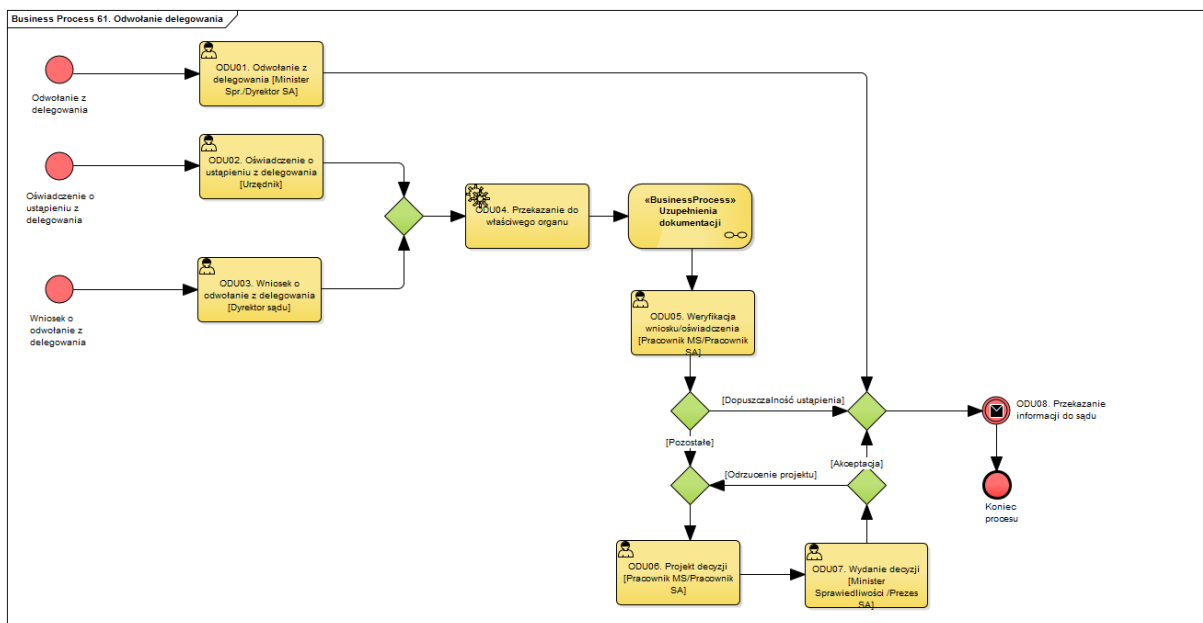 Business Process 61. Odwołanie delegowania
Odwołanie z
delegowania
ODU01. Odwołanie z
delegowania [Minister
Spr./Dyrektor SA]
Oświadczenie o
ustąpieniu z
delegowania
ODU02. Oświadczenie o
ustąpieniu z delegowania
[Urzędnik]
Wniosek o
odwołanie z
delegowania
ODU03. Wniosek o
odwołanie z delegowania
[Dyrektor sądu]
ODU04. Przekazanie do
właściwego organu
«BusinessProcess»
Uzupełnienia
dokumentacji
ODU05. Weryfikacja
wniosku/oświadczenia
[Pracownik MS/Pracownik
SA]
[Dopuszczalność ustąpienia]
[Pozostałe]
[Odrzucenie projektu]
[Akceptacja]
ODU06. Projekt decyzji
[Pracownik MS/Pracownik
SA]
ODU07. Wydanie decyzji
[Minister
Sprawiedliwości /Prezes
SA]
ODU08. Przekazanie
informacji do sądu
Koniec
procesu